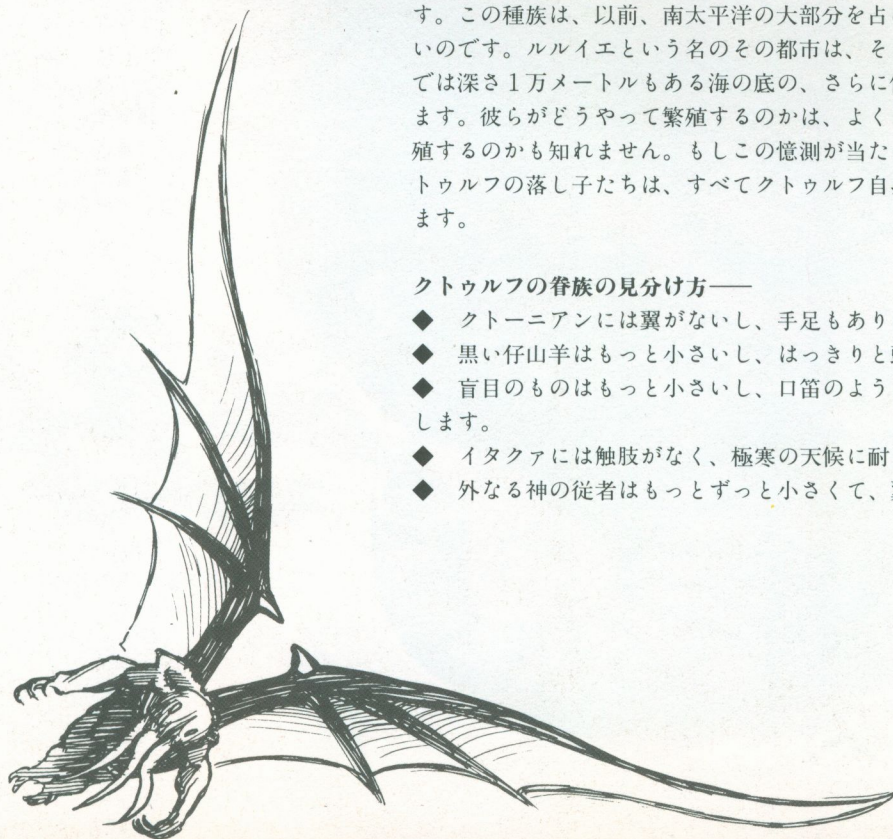 す。この種族は、以前、南太平洋の大部分を占
いのです。ルルイエという名のその都市は、そ
では深さ1万メートルもある海の底の、さらに
ます。彼らがどうやって繁殖するのかは、よく
殖するのかも知れません。もしこの憶測が当た
トゥルフの落し子たちは、すべてクトゥルフ自
ます。
クトゥルフの眷族の見分け方——
◆ クトーニアンには翼がないし、手足もあり
◆ 黒い仔山羊はもっと小さいし、はっきりと
◆ 盲目のものはもっと小さいし、口笛のよう
します。
◆ イタクァには触肢がなく、極寒の天候に耐
◆ 外なる神の従者はもっとずっと小さくて、